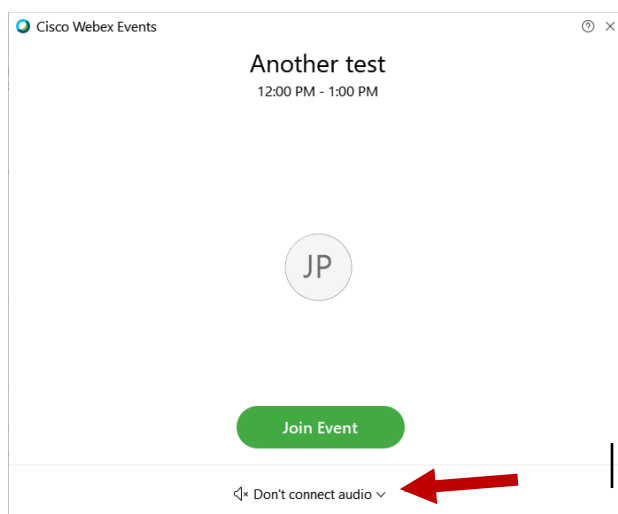 Cisco Webex Events
Another test
12:00 PM - 1:00 PM
JP
Join Event
Don't connect audio